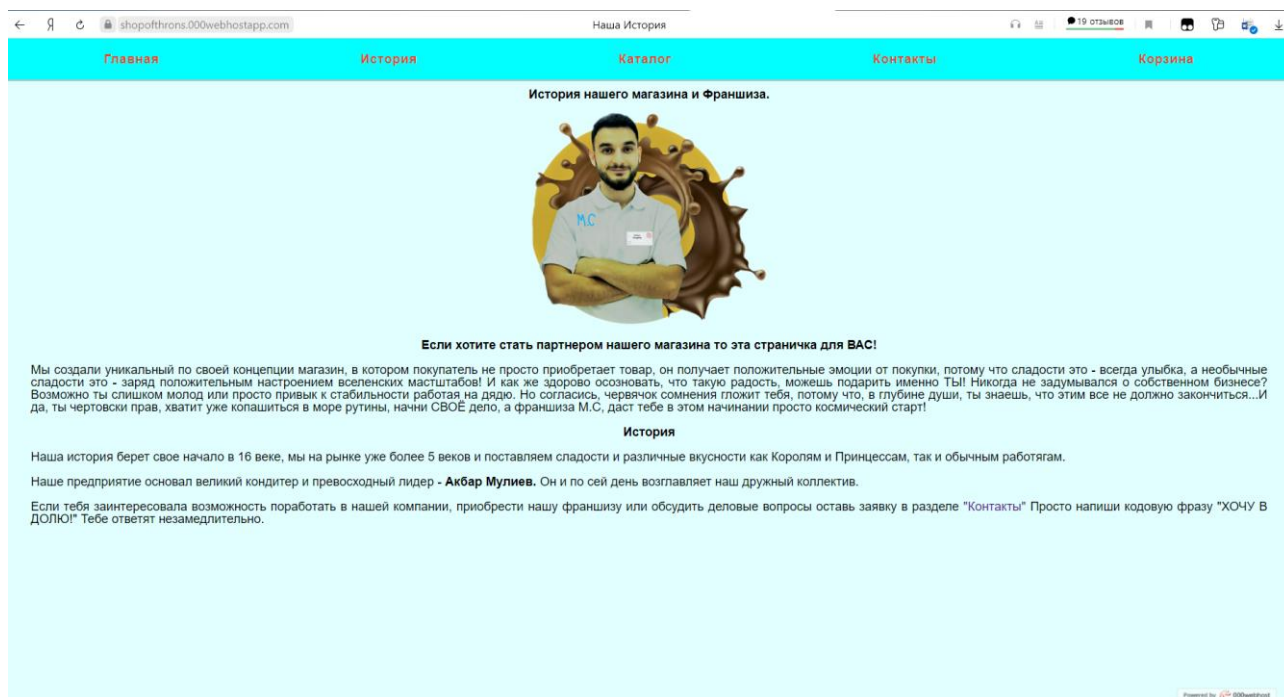 shopofthrons.000webhostapp.com
Наша История
19 отзывов
Главная История Каталог Контакты Корзина
История нашего магазина и Франшиза.
M.C
Если хотите стать партнером нашего магазина то эта страничка для ВАС!
Мы создали уникальный по своей концепции магазин, в котором покупатель не просто приобретает товар, он получает положительные эмоции от покупки, потому что сладости это - всегда улыбка, а необычные
сладости это - заряд положительным настроением вселенских мастштабов! И как же здорово осозновать, что такую радость, можешь подарить именно ТЫ! Никогда не задумывался о собственном бизнесе?
Возможно ты слишком молод или просто привык к стабильности работая на дядю. Но согласись, червячок сомнения гложит тебя, потому что, в глубине души, ты знаешь, что этим все не должно закончиться...И
да, ты чертовски прав, хватит уже копашиться в море рутины, начни СВОЁ дело, а франшиза М.С, даст тебе в этом начинании просто космический старт!
История
Наша история берет свое начало в 16 веке, мы на рынке уже более 5 веков и поставляем сладости и различные вкусности как Королям и Принцессам, так и обычным работягам.
Наше предприятие основал великий кондитер и превосходный лидер - Акбар Мулиев. Он и по сей день возглавляет наш дружный коллектив.
Если тебя заинтересовала возможность поработать в нашей компании, приобрести нашу франшизу или обсудить деловые вопросы оставь заявку в разделе "Контакты" Просто напиши кодовую фразу "ХОЧУ В
ДОЛЮ!" Тебе ответят незамедлительно.
Powered by 000webhost